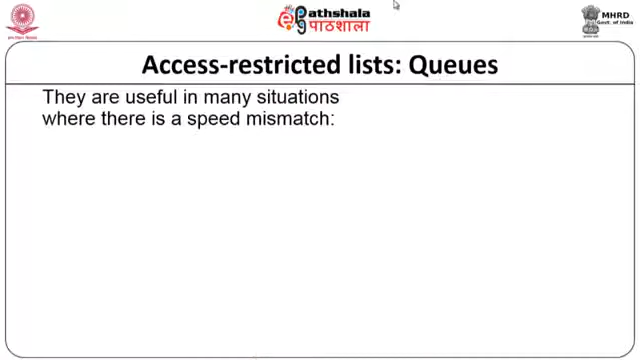 Pathshala
पाठशाला
MHRD
Govt. of India
Access-restricted lists: Queues
They are useful in many situations
where there is a speed mismatch: